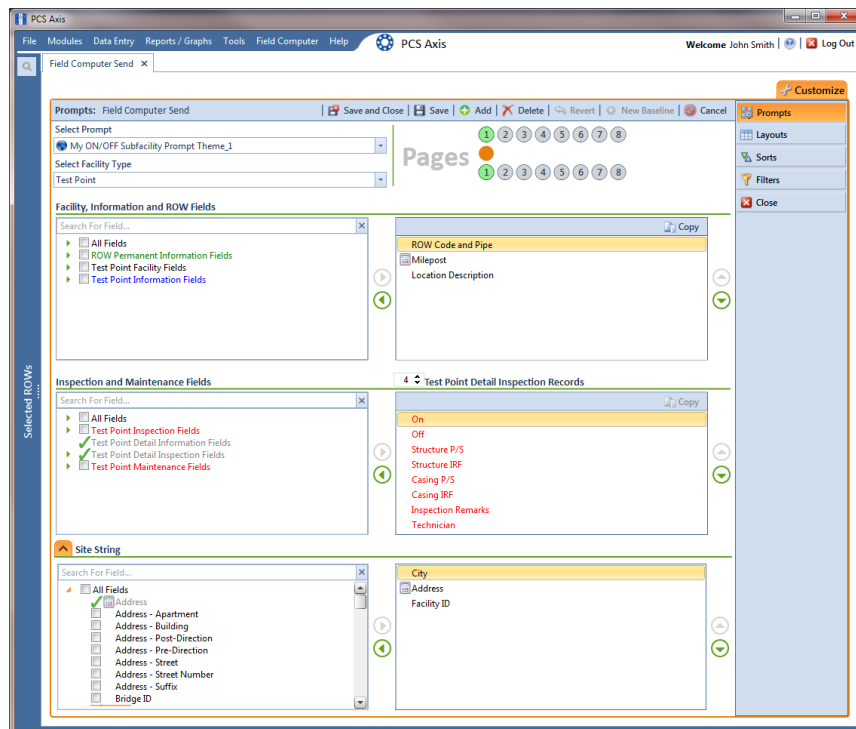 PCS Axis
File Modules Data Entry Reports / Graphs Tools Field Computer Help PCS Axis Welcome John Smith | | Log Out
Field Computer Send
Customize
Prompts: Field Computer Send | Save and Close | Save | Add | Delete | Revert | New Baseline | Cancel
Prompts
Layouts
Sorts
Filters
Close
Select Prompt
My ON/OFF Subfacility Prompt Theme_1
Select Facility Type
Test Point
Pages
1 2 3 4 5 6 7 8
1 2 3 4 5 6 7 8
Facility, Information and ROW Fields
Search For Field...
All Fields
ROW Permanent Information Fields
Test Point Facility Fields
Test Point Information Fields
Copy
ROW Code and Pipe
Milepost
Location Description
Selected ROWs
Inspection and Maintenance Fields
4 Test Point Detail Inspection Records
Search For Field...
All Fields
Test Point Inspection Fields
Test Point Detail Information Fields
Test Point Detail Inspection Fields
Test Point Maintenance Fields
Copy
On
Off
Structure P/S
Structure IRF
Casing P/S
Casing IRF
Inspection Remarks
Technician
Site String
Search For Field...
All Fields
Address
Address - Apartment
Address - Building
Address - Post-Direction
Address - Pre-Direction
Address - Street
Address - Street Number
Address - Suffix
Bridge ID
City
Address
Facility ID